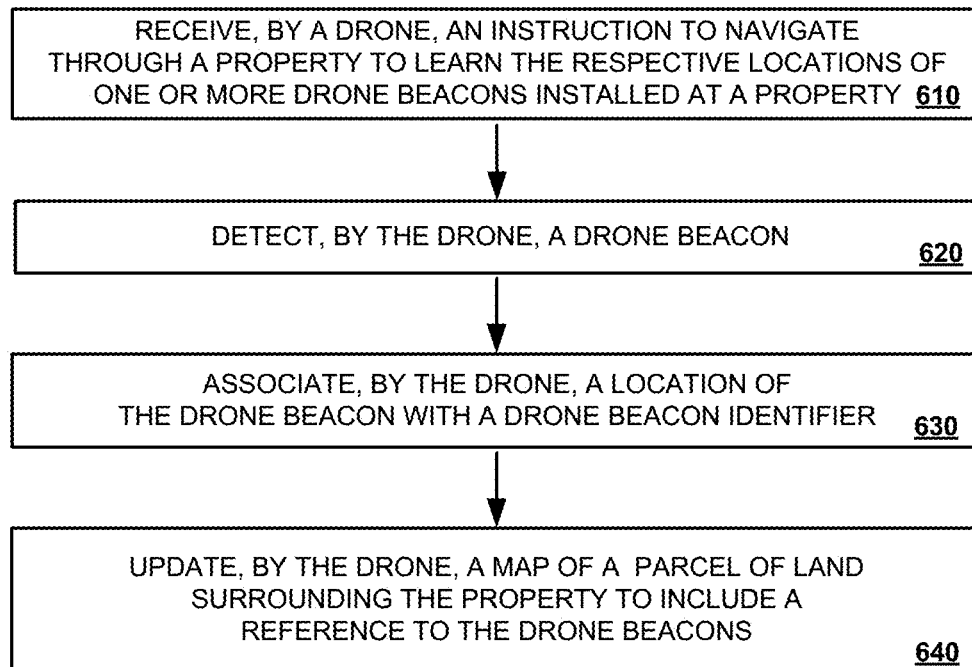 RECEIVE, BY A DRONE, AN INSTRUCTION TO NAVIGATE
THROUGH A PROPERTY TO LEARN THE RESPECTIVE LOCATIONS OF
ONE OR MORE DRONE BEACONS INSTALLED AT A PROPERTY 610
DETECT, BY THE DRONE, A DRONE BEACON
620
ASSOCIATE, BY THE DRONE, A LOCATION OF
THE DRONE BEACON WITH A DRONE BEACON IDENTIFIER
630
UPDATE, BY THE DRONE, A MAP OF A PARCEL OF LAND
SURROUNDING THE PROPERTY TO INCLUDE A
REFERENCE TO THE DRONE BEACONS
640